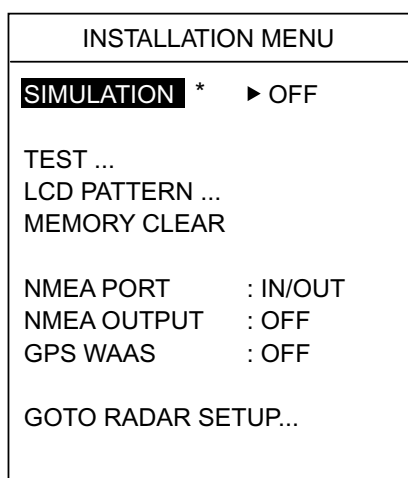 INSTALLATION MENU
SIMULATION * ▶ OFF
TEST ...
LCD PATTERN ...
MEMORY CLEAR
NMEA PORT : IN/OUT
NMEA OUTPUT : OFF
GPS WAAS : OFF
GOTO RADAR SETUP...